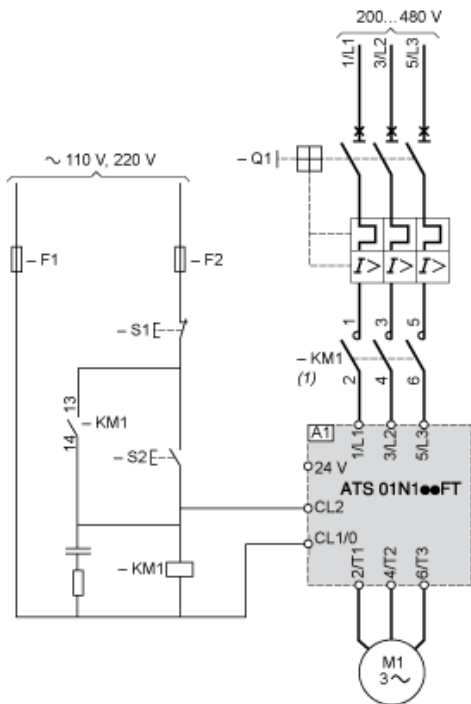 200... 480 V
1/L1
3/L2
5/L3
– Q1
I>
I>
I>
~ 110 V, 220 V
– F1
– F2
– S1
13
14
– KM1
– S2
– KM1
1
3
5
– KM1
(1)
2
4
6
A1
1/L1
3/L2
5/L3
24 V
ATS 01N1●●FT
CL2
CL1/0
2/T1
4/T2
6/T3
M1
3 ~